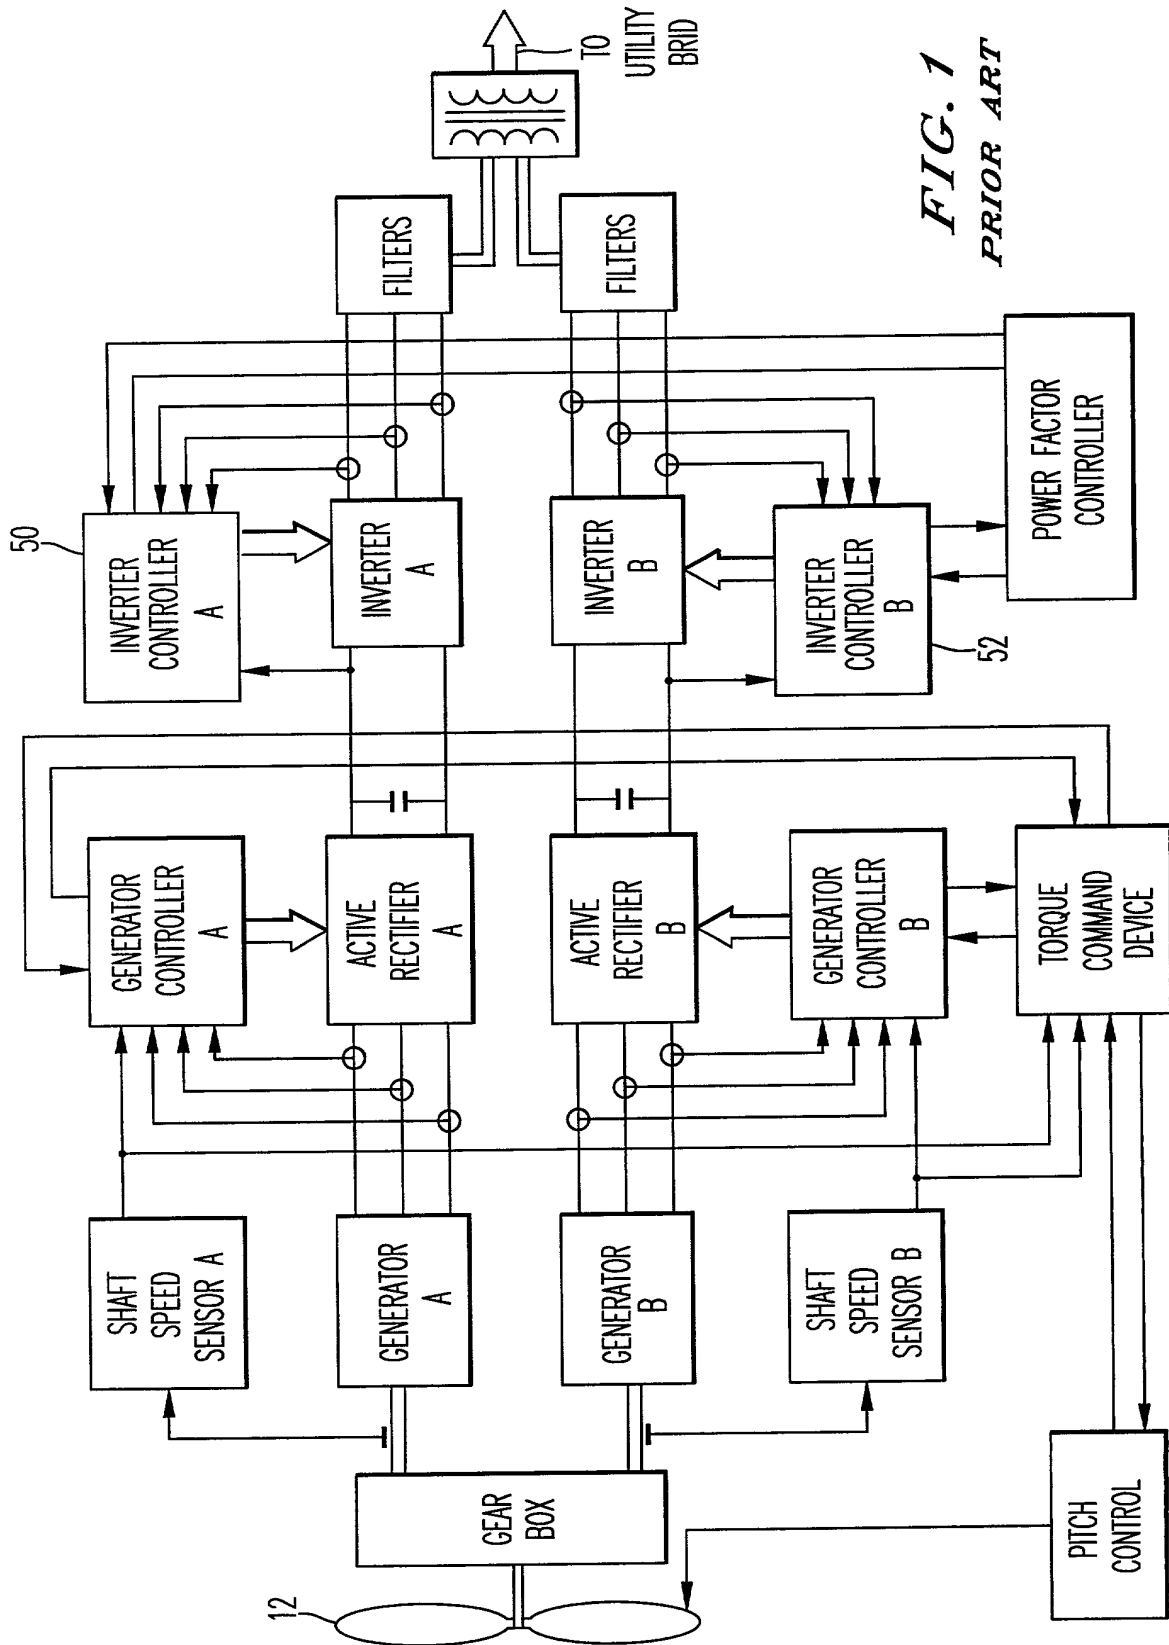 12
GEAR
BOX
PITCH
CONTROL
SHAFT
SPEED
SENSOR A
GENERATOR
A
GENERATOR
B
SHAFT
SPEED
SENSOR B
GENERATOR
CONTROLLER
A
ACTIVE
RECTIFIER
A
ACTIVE
RECTIFIER
B
GENERATOR
CONTROLLER
B
TORQUE
COMMAND
DEVICE
50
INVERTER
CONTROLLER
A
INVERTER
A
INVERTER
B
INVERTER
CONTROLLER
B
52
FILTERS
FILTERS
POWER FACTOR
CONTROLLER
TO
UTILITY
BRID
FIG. 1
PRIOR ART